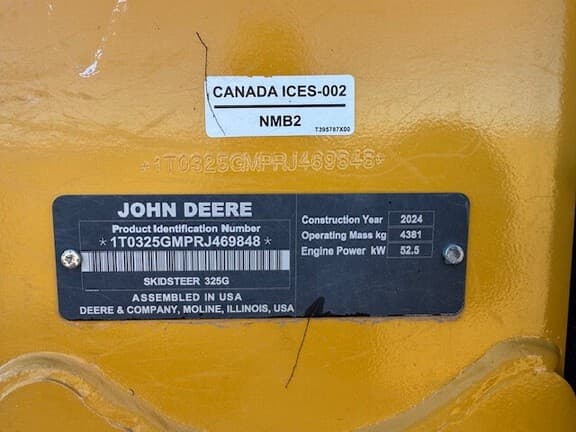 CANADA ICES-002
NMB2
T395787X00
*1T0325GMPRJ469848*
JOHN DEERE
Product Identification Number
*1T0325GMPRJ469848*
SKIDSTEER 325G
ASSEMBLED IN USA
DEERE & COMPANY, MOLINE, ILLINOIS, USA
Construction Year 2024
Operating Mass kg 4381
Engine Power kW 52.5